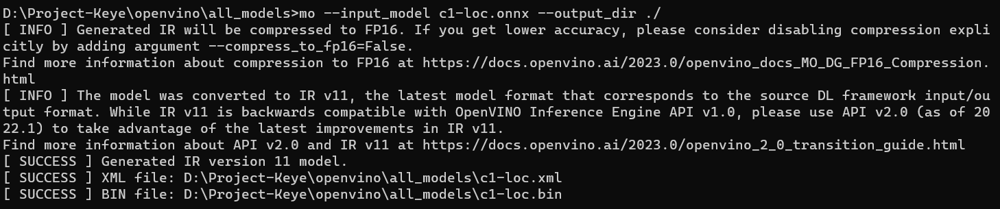 D:\Project-Keye\openvino\all_models>mo --input_model c1-loc.onnx --output_dir ./
[ INFO ] Generated IR will be compressed to FP16. If you get lower accuracy, please consider disabling compression expli
citly by adding argument --compress_to_fp16=False.
Find more information about compression to FP16 at https://docs.openvino.ai/2023.0/openvino_docs_MO_DG_FP16_Compression.
html
[ INFO ] The model was converted to IR v11, the latest model format that corresponds to the source DL framework input/ou
tput format. While IR v11 is backwards compatible with OpenVINO Inference Engine API v1.0, please use API v2.0 (as of 20
22.1) to take advantage of the latest improvements in IR v11.
Find more information about API v2.0 and IR v11 at https://docs.openvino.ai/2023.0/openvino_2_0_transition_guide.html
[ SUCCESS ] Generated IR version 11 model.
[ SUCCESS ] XML file: D:\Project-Keye\openvino\all_models\c1-loc.xml
[ SUCCESS ] BIN file: D:\Project-Keye\openvino\all_models\c1-loc.bin